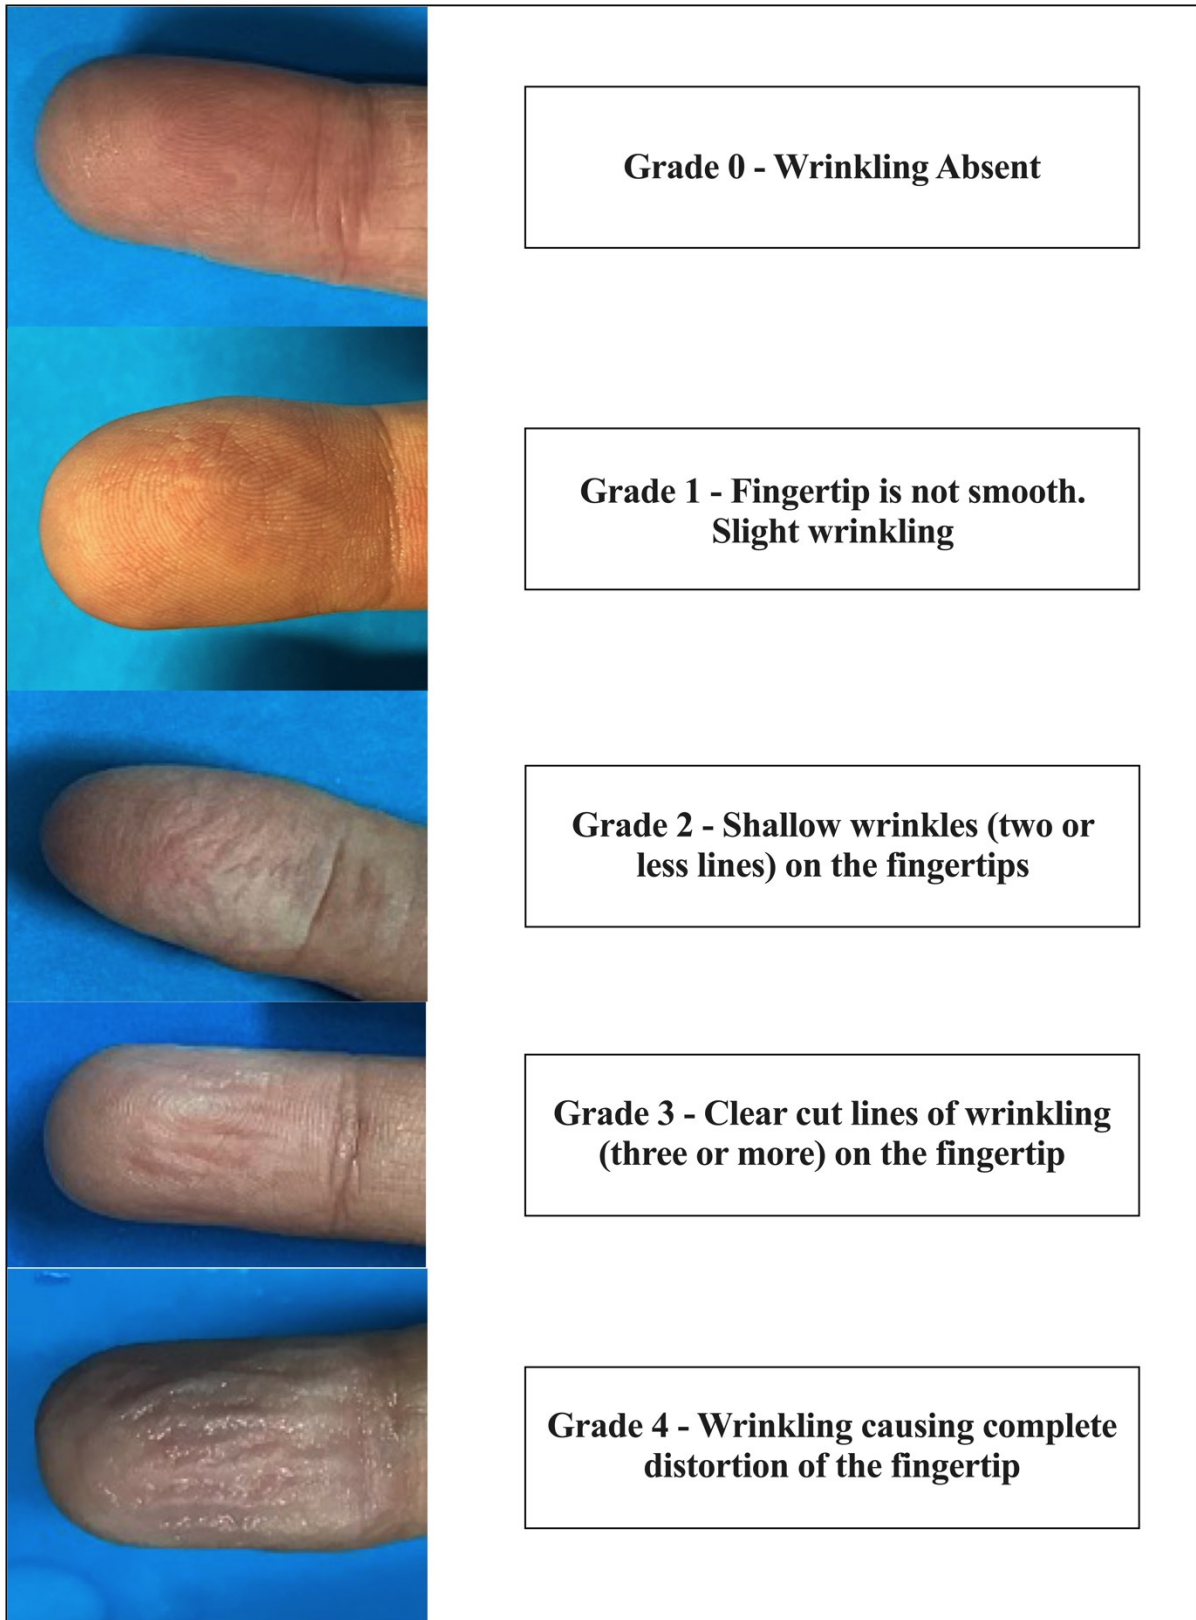 Grade 0 - Wrinkling Absent
Grade 1 - Fingertip is not smooth.
Slight wrinkling
Grade 2 - Shallow wrinkles (two or
less lines) on the fingertips
Grade 3 - Clear cut lines of wrinkling
(three or more) on the fingertip
Grade 4 - Wrinkling causing complete
distortion of the fingertip